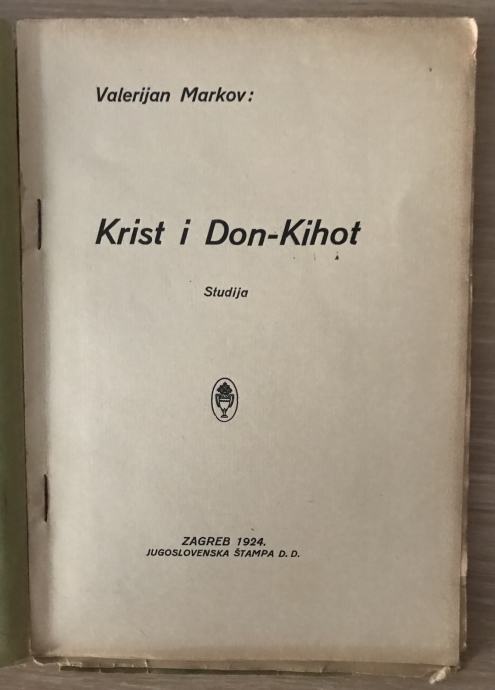 Valerijan Markov:
Krist i Don-Kihot
Studija
ZAGREB 1924.
JUGOSLOVENSKA ŠTAMPA D. D.